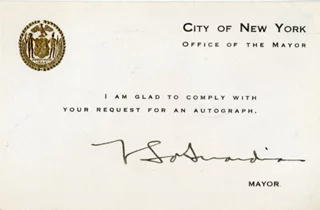 CITY OF NEW YORK
OFFICE OF THE MAYOR
I AM GLAD TO COMPLY WITH
YOUR REQUEST FOR AN AUTOGRAPH.
MAYOR